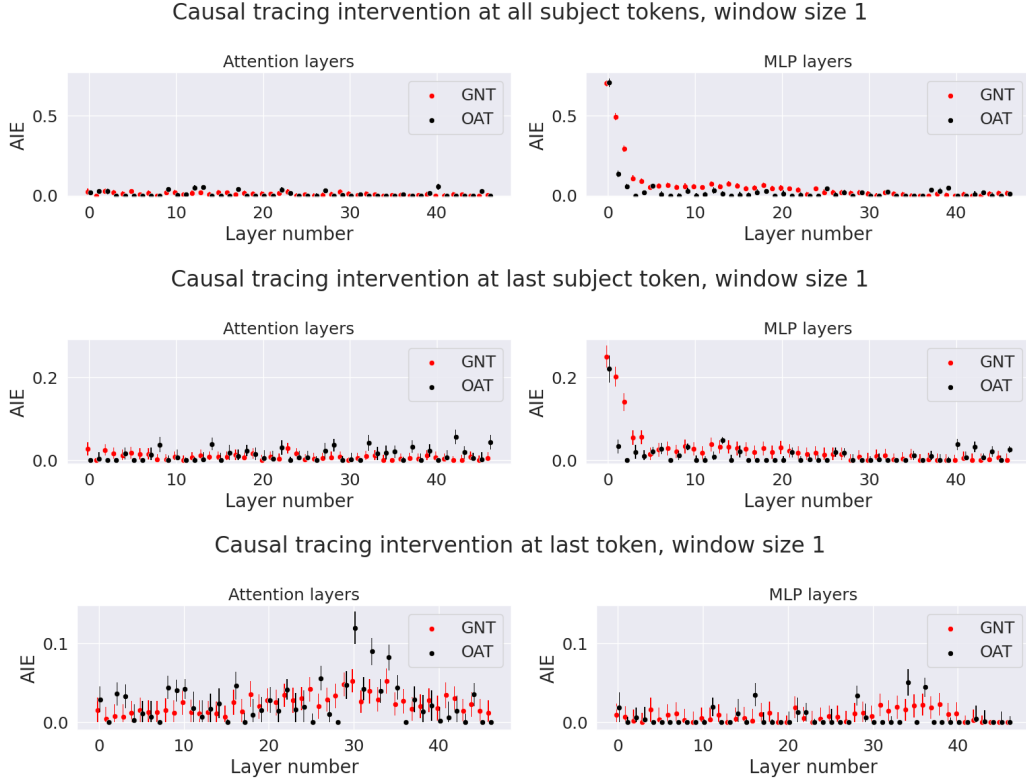 Causal tracing intervention at all subject tokens, window size 1
Attention layers
MLP layers
GNT
OAT
GNT
OAT
0.5
0.0
0.5
0.0
AIE
AIE
0 10 20 30 40
0 10 20 30 40
Layer number
Layer number
Causal tracing intervention at last subject token, window size 1
Attention layers
MLP layers
GNT
OAT
GNT
OAT
0.2
0.0
0.2
0.0
AIE
AIE
0 10 20 30 40
0 10 20 30 40
Layer number
Layer number
Causal tracing intervention at last token, window size 1
Attention layers
MLP layers
GNT
OAT
GNT
OAT
0.1
0.0
0.1
0.0
AIE
AIE
0 10 20 30 40
0 10 20 30 40
Layer number
Layer number